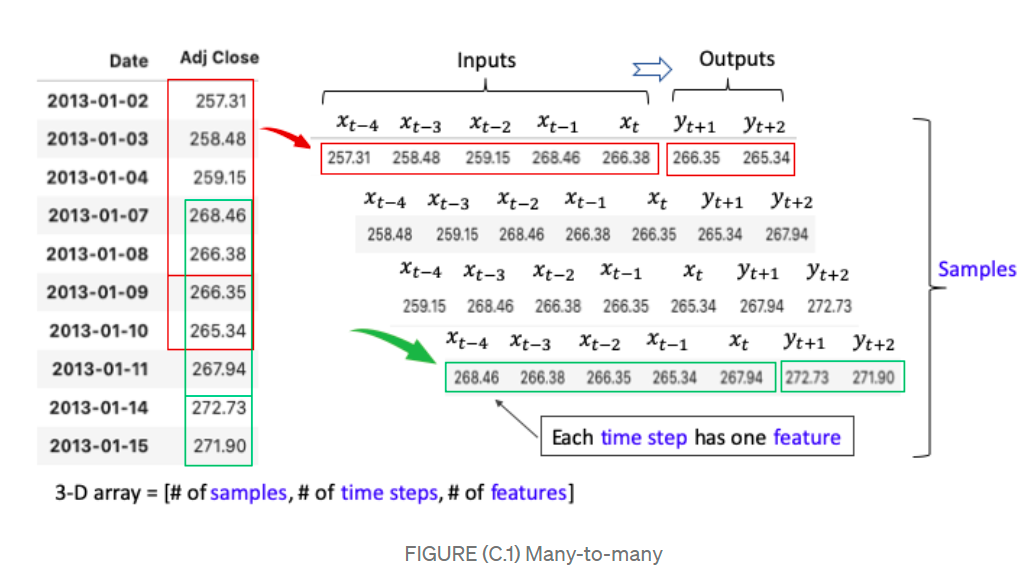 Date Adj Close
2013-01-02 257.31
2013-01-03 258.48
2013-01-04 259.15
2013-01-07 268.46
2013-01-08 266.38
2013-01-09 266.35
2013-01-10 265.34
2013-01-11 267.94
2013-01-14 272.73
2013-01-15 271.90
Inputs Outputs
xₜ₋₄ xₜ₋₃ xₜ₋₂ xₜ₋₁ xₜ yₜ₊₁ yₜ₊₂
257.31 258.48 259.15 268.46 266.38 266.35 265.34
xₜ₋₄ xₜ₋₃ xₜ₋₂ xₜ₋₁ xₜ yₜ₊₁ yₜ₊₂
258.48 259.15 268.46 266.38 266.35 265.34 267.94
xₜ₋₄ xₜ₋₃ xₜ₋₂ xₜ₋₁ xₜ yₜ₊₁ yₜ₊₂
259.15 268.46 266.38 266.35 265.34 267.94 272.73
xₜ₋₄ xₜ₋₃ xₜ₋₂ xₜ₋₁ xₜ yₜ₊₁ yₜ₊₂
268.46 266.38 266.35 265.34 267.94 272.73 271.90
Samples
Each time step has one feature
3-D array = [# of samples, # of time steps, # of features]
FIGURE (C.1) Many-to-many